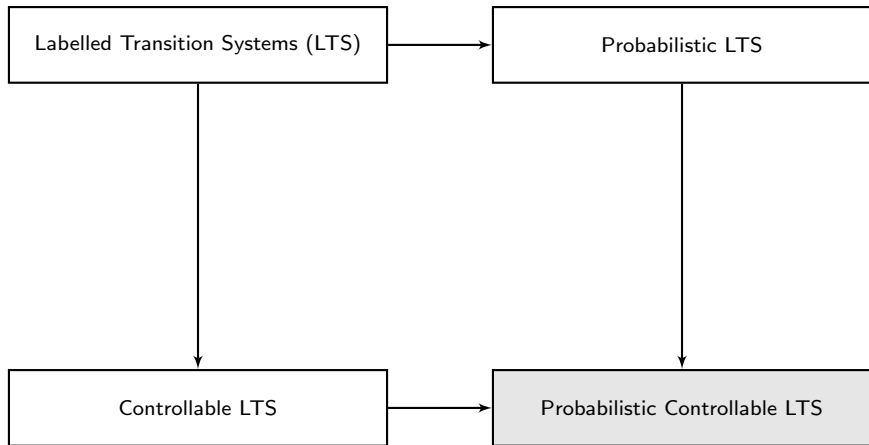 Labelled Transition Systems (LTS)
Probabilistic LTS
Controllable LTS
Probabilistic Controllable LTS